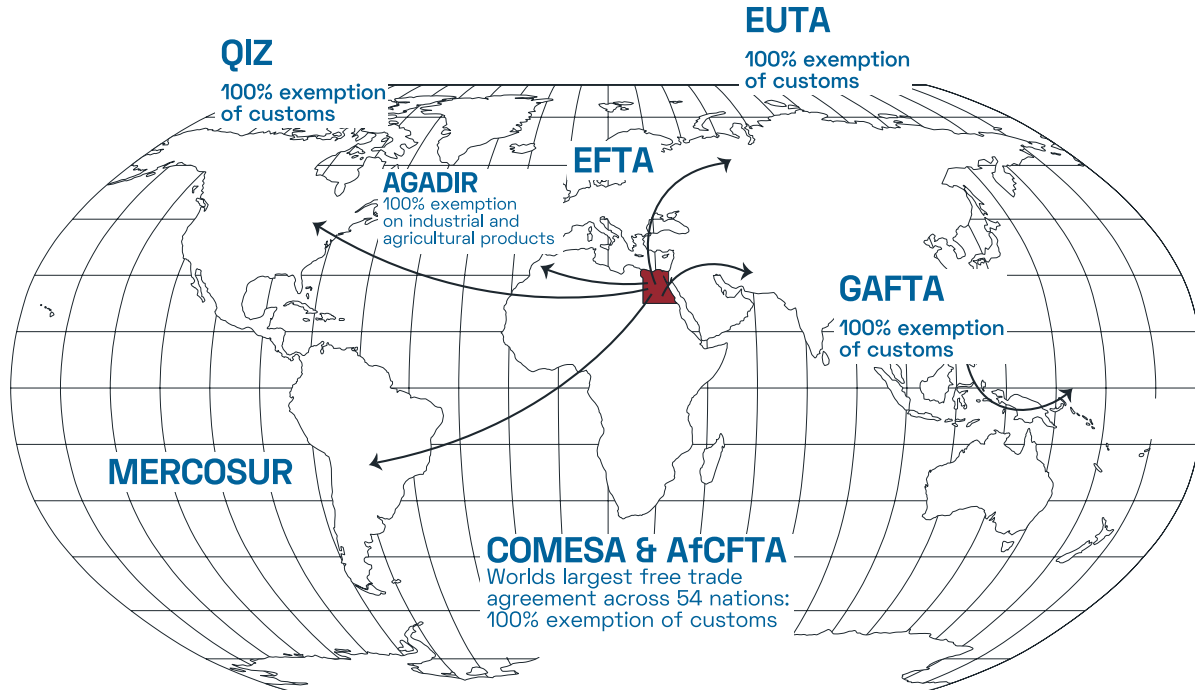 EUTA
100% exemption
of customs
QIZ
100% exemption
of customs
EFTA
AGADIR
100% exemption
on industrial and
agricultural products
GAFTA
100% exemption
of customs
MERCOSUR
COMESA & AfCFTA
Worlds largest free trade
agreement across 54 nations:
100% exemption of customs